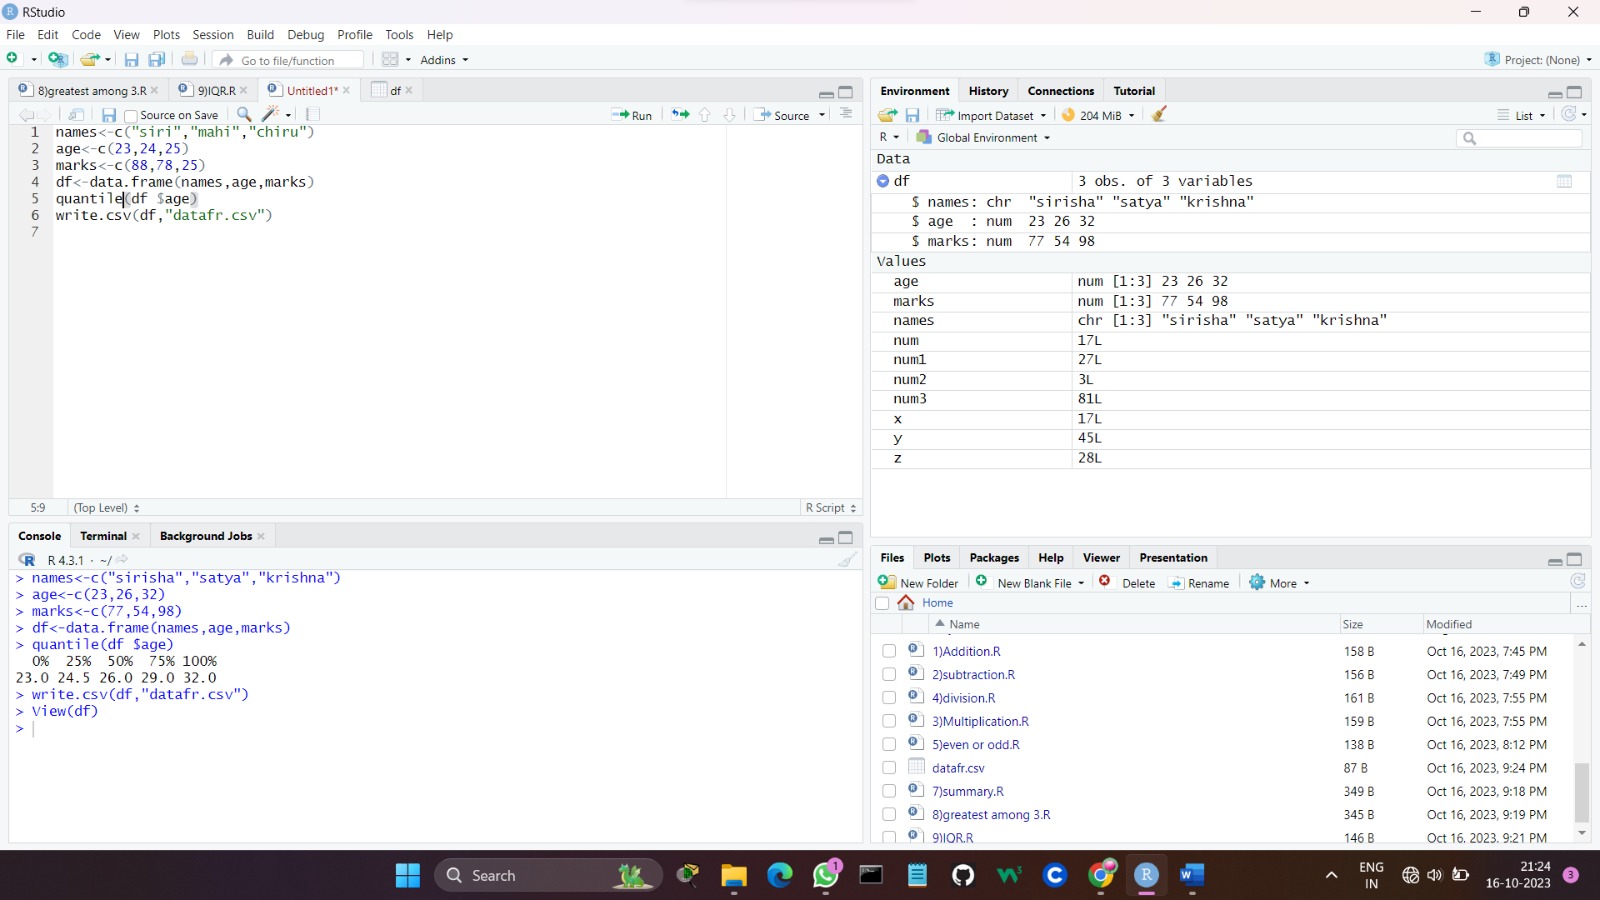 RStudio
File Edit Code View Plots Session Build Debug Profile Tools Help
Go to file/function Addins Project: (None)
8)greatest among 3.R 9)IQR.R Untitled1* df
Source on Save Run Source
1 names<-c("siri","mahi","chiru")
2 age<-c(23,24,25)
3 marks<-c(88,78,25)
4 df<-data.frame(names,age,marks)
5 quantile(df $age)
6 write.csv(df,"datafr.csv")
7
5:9 (Top Level) R Script
Console Terminal Background Jobs
R 4.3.1 · ~/
> names<-c("sirisha","satya","krishna")
> age<-c(23,26,32)
> marks<-c(77,54,98)
> df<-data.frame(names,age,marks)
> quantile(df $age)
0% 25% 50% 75% 100%
23.0 24.5 26.0 29.0 32.0
> write.csv(df,"datafr.csv")
> View(df)
>
Environment History Connections Tutorial
Import Dataset 204 MiB List
R Global Environment
Data
df 3 obs. of 3 variables
$ names: chr "sirisha" "satya" "krishna"
$ age : num 23 26 32
$ marks: num 77 54 98
Values
age num [1:3] 23 26 32
marks num [1:3] 77 54 98
names chr [1:3] "sirisha" "satya" "krishna"
num 17L
num1 27L
num2 3L
num3 81L
x 17L
y 45L
z 28L
Files Plots Packages Help Viewer Presentation
New Folder New Blank File Delete Rename More
Home ...
Name Size Modified
1)Addition.R 158 B Oct 16, 2023, 7:45 PM
2)subtraction.R 156 B Oct 16, 2023, 7:49 PM
4)division.R 161 B Oct 16, 2023, 7:55 PM
3)Multiplication.R 159 B Oct 16, 2023, 7:55 PM
5)even or odd.R 138 B Oct 16, 2023, 8:12 PM
datafr.csv 87 B Oct 16, 2023, 9:24 PM
7)summary.R 349 B Oct 16, 2023, 9:18 PM
8)greatest among 3.R 345 B Oct 16, 2023, 9:19 PM
9)IQR.R 146 B Oct 16, 2023, 9:21 PM
Search 1 ENG 21:24
IN 16-10-2023 3